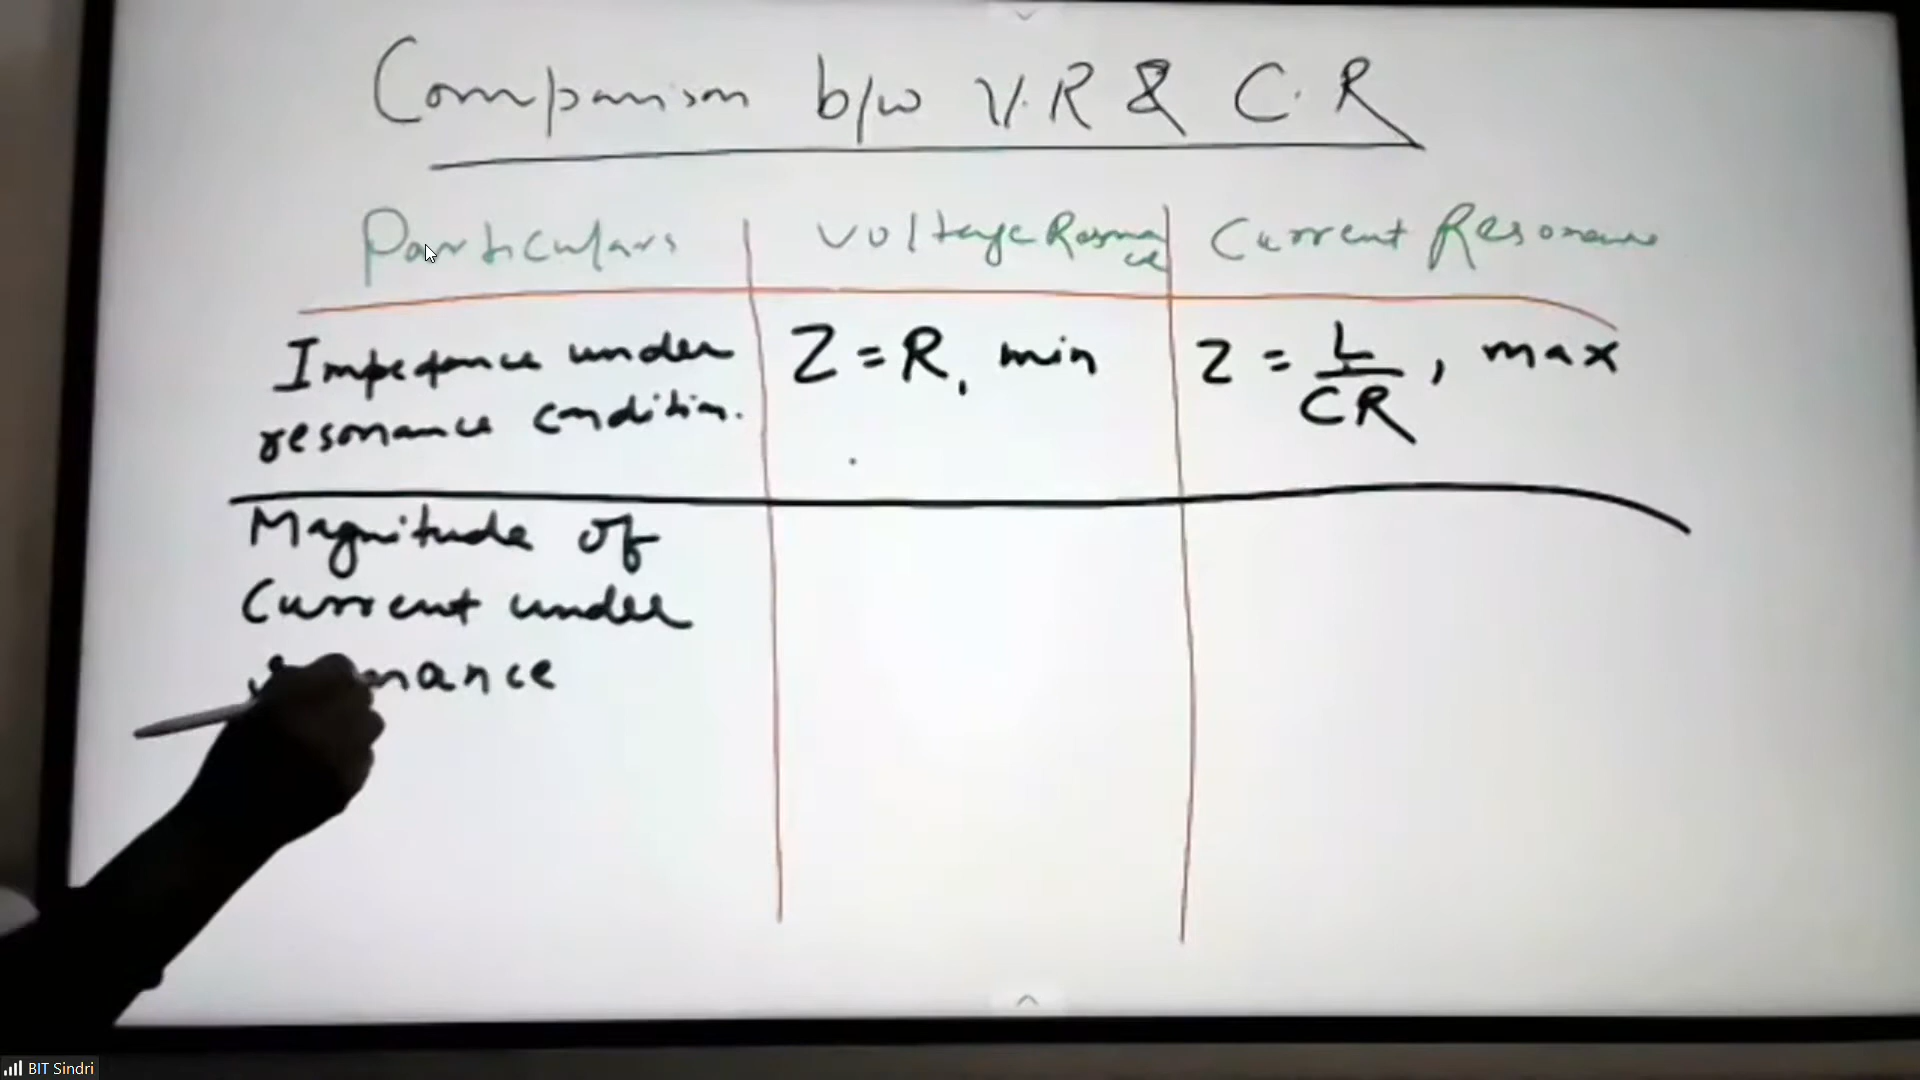 Comparison b/w V.R & C.R
Particulars Voltage Resonance Current Resonance
Impedance under resonance condition. Z = R, min Z = L/CR, max
Magnitude of
Current under
resonance
BIT Sindri